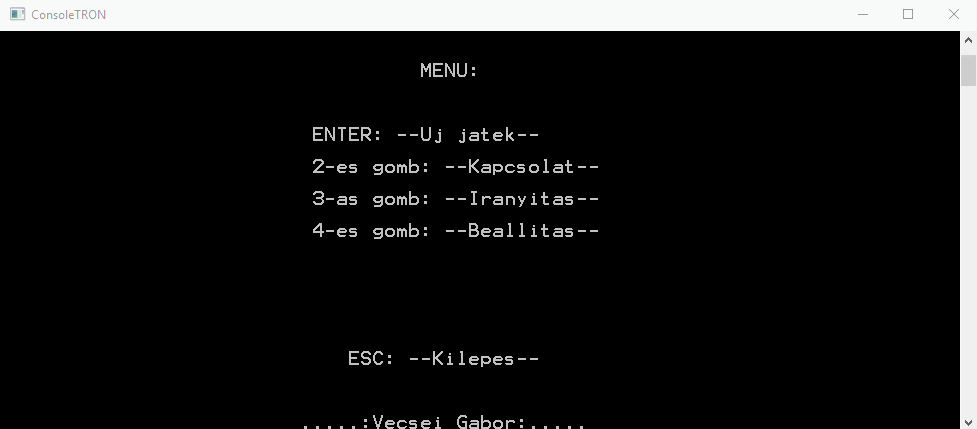 ConsoleTRON
MENU:
ENTER: --Uj jatek--
2-es gomb: --Kapcsolat--
3-as gomb: --Iranyitas--
4-es gomb: --Beallitas--
ESC: --Kilepes--
.....:Vecsei Gabor:.....